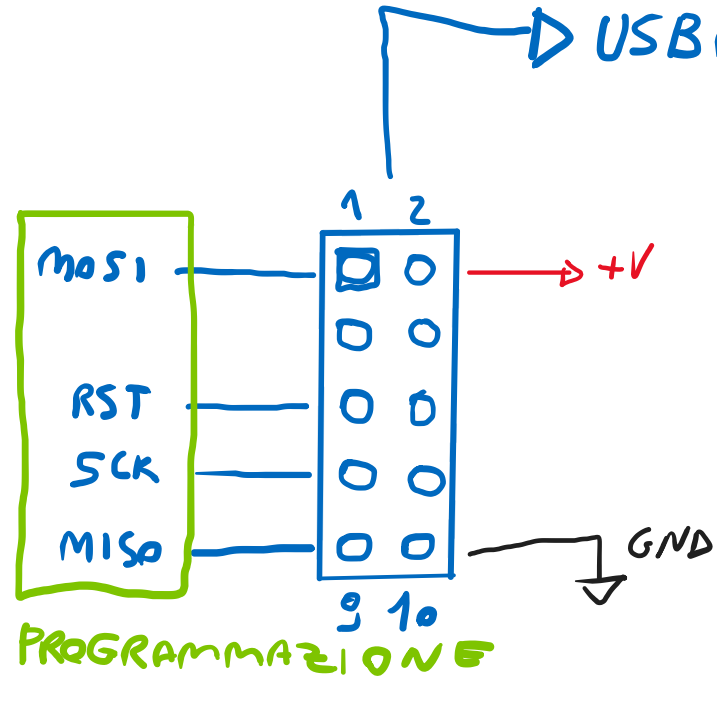 USB
1 2
MOSI
+V
RST
SCK
MISO
GND
9 10
PROGRAMMAZIONE